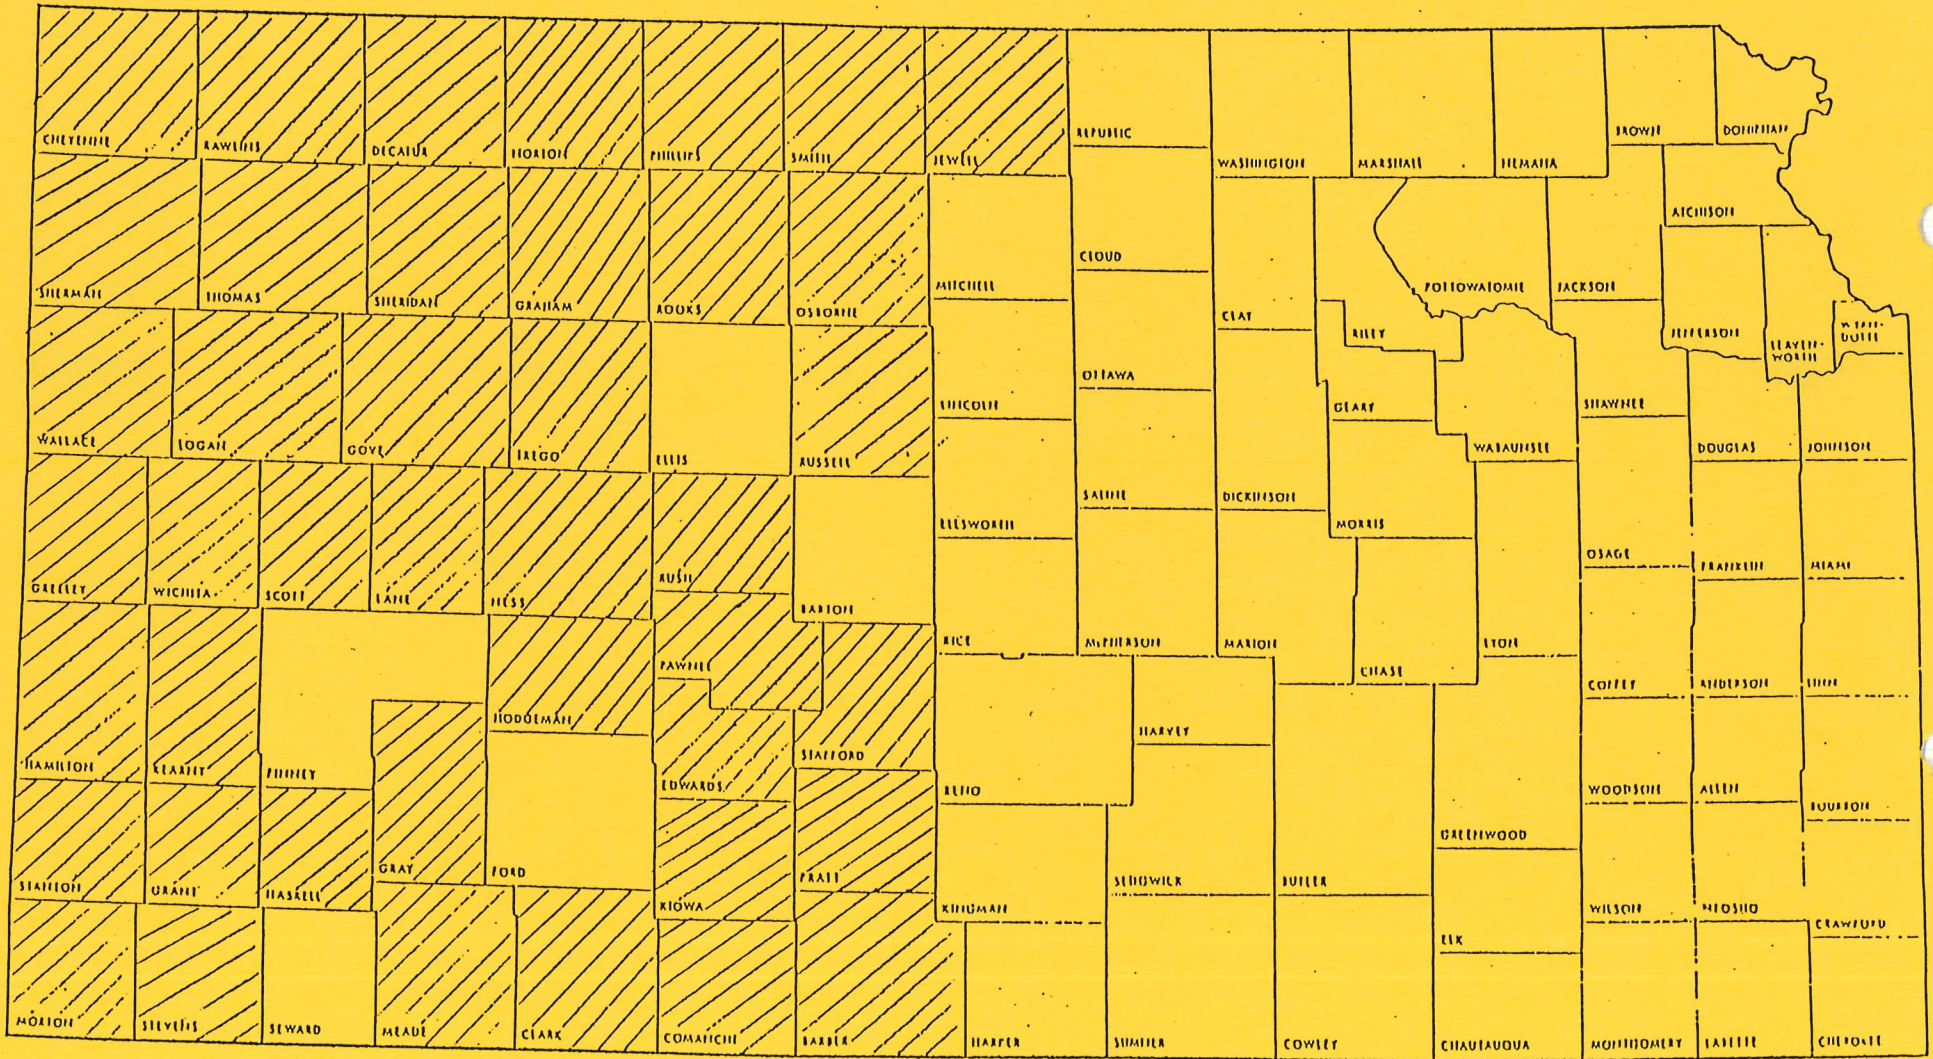 CHEYENNE
RAWLINS
DECATUR
NORTON
PHILLIPS
SMITH
JEWELL
REPUBLIC
WASHINGTON
MARSHALL
NEMAHA
BROWN
DONIPHAN
SHERMAN
THOMAS
SHERIDAN
GRAHAM
ROOKS
OSBORNE
MITCHELL
CLOUD
CLAY
RILEY
POTTOWATOMIE
JACKSON
ATCHISON
JEFFERSON
LEAVEN-
WORTH
WYAN-
DOTTE
WALLACE
LOGAN
GOVE
TREGO
ELLIS
RUSSELL
LINCOLN
OTTAWA
GEARY
WABAUNSEE
SHAWNEE
DOUGLAS
JOHNSON
GREELEY
WICHITA
SCOTT
LANE
NESS
RUSH
BARTON
ELLSWORTH
SALINE
DICKINSON
MORRIS
OSAGE
FRANKLIN
MIAMI
HAMILTON
KEARNY
FINNEY
HODGEMAN
PAWNEE
STAFFORD
RICE
McPHERSON
MARION
CHASE
LYON
COFFEY
ANDERSON
LINN
STANTON
GRANT
HASKELL
GRAY
FORD
EDWARDS
KIOWA
PRATT
RENO
HARVEY
SEDGWICK
BUTLER
GREENWOOD
WOODSON
ALLEN
BOURBON
MORTON
STEVENS
SEWARD
MEADE
CLARK
COMANCHE
BARBER
KINGMAN
HARPER
SUMNER
COWLEY
ELK
CHAUTAUQUA
WILSON
NEOSHO
CRAWFORD
MONTGOMERY
LABETTE
CHEROKEE